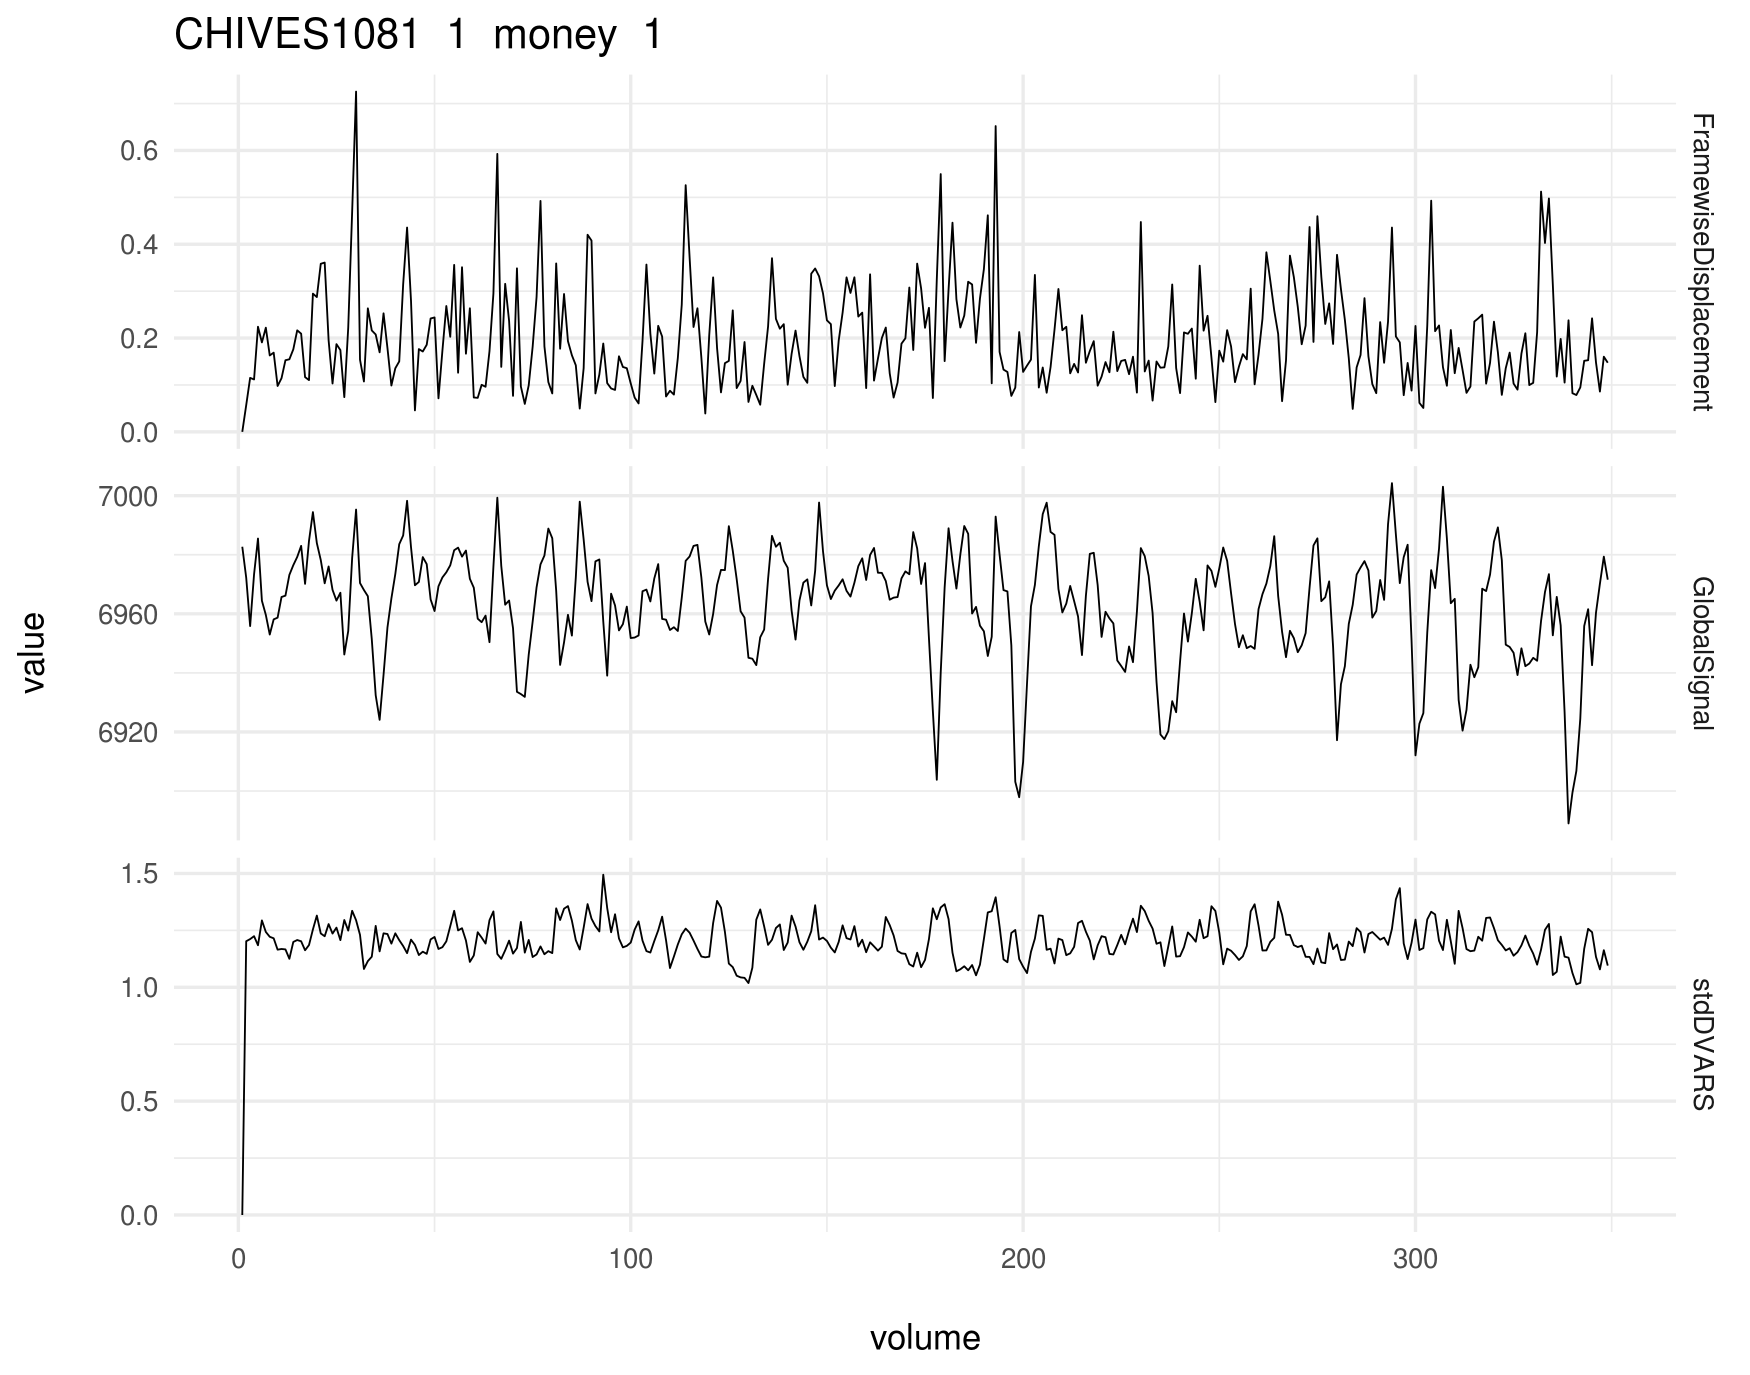 CHIVES1081 1 money 1
0.6
0.4
0.2
0.0
FramewiseDisplacement
7000
6960
6920
GlobalSignal
1.5
1.0
0.5
0.0
stdDVARS
value
0 100 200 300
volume